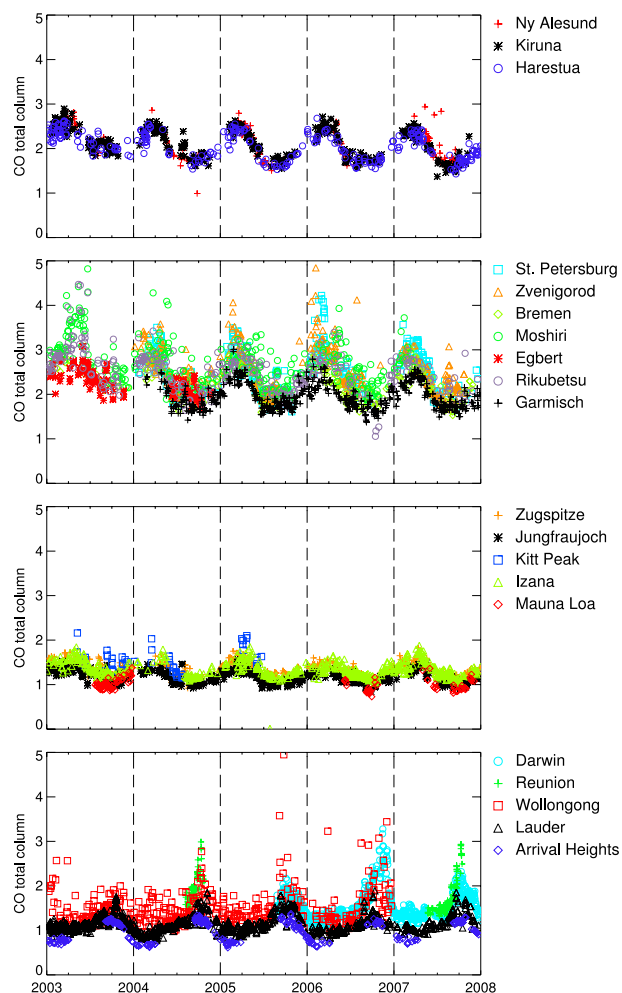 5
4
3
2
1
0
CO total column
Ny Alesund
Kiruna
Harestua
5
4
3
2
1
0
CO total column
St. Petersburg
Zvenigorod
Bremen
Moshiri
Egbert
Rikubetsu
Garmisch
5
4
3
2
1
0
CO total column
Zugspitze
Jungfraujoch
Kitt Peak
Izana
Mauna Loa
5
4
3
2
1
0
CO total column
Darwin
Reunion
Wollongong
Lauder
Arrival Heights
2003 2004 2005 2006 2007 2008